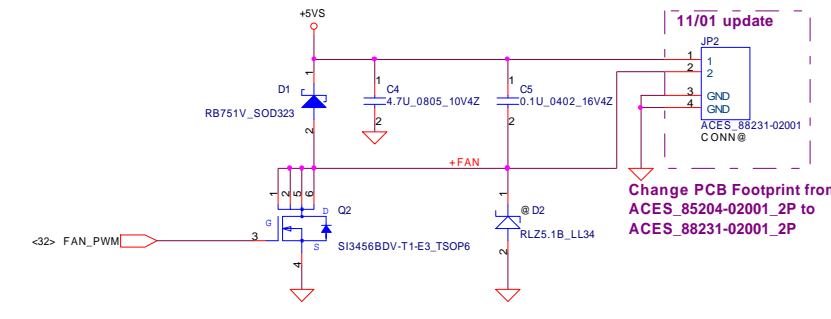 +5VS
11/01 update
JP2
1
2
1
2
3
4
GND
GND
ACES_88231-02001
CONN@
D1
RB751V_SOD323
1
2
C4
4.7U_0805_10V4Z
1
2
C5
0.1U_0402_16V4Z
1
2
+FAN
Change PCB Footprint from
ACES_85204-02001_2P to
ACES_88231-02001_2P
1
2
5
6
D
Q2
G
S
3
4
SI3456BDV-T1-E3_TSOP6
<32> FAN_PWM
1
@ D2
RLZ5.1B_LL34
2